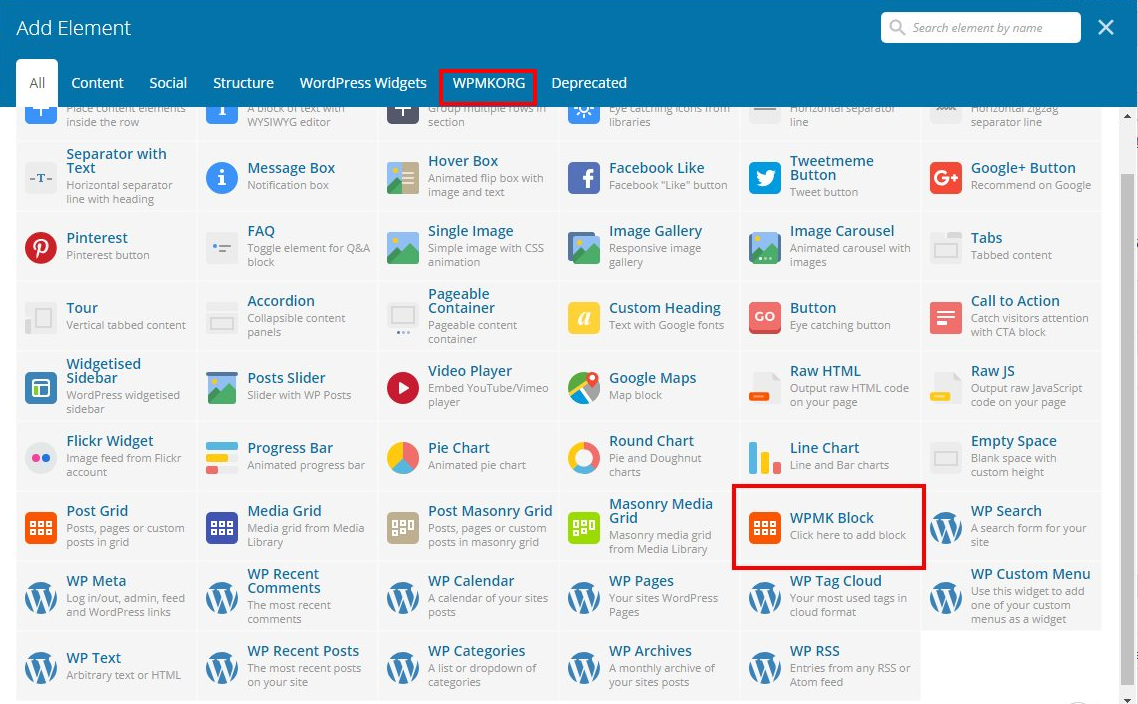 Add Element
Search element by name
All
Content
Social
Structure
WordPress Widgets
WPMKORG
Deprecated
Place content elements
inside the row
A block of text with
WYSIWYG editor
Group multiple rows in
section
Eye catching icons from
libraries
Horizontal separator
line
Horizontal zigzag
separator line
-T-
Separator with
Text
Horizontal separator
line with heading
Message Box
Notification box
Hover Box
Animated flip box with
image and text
Facebook Like
Facebook "Like" button
Tweetmeme
Button
Tweet button
G+
Google+ Button
Recommend on Google
Pinterest
Pinterest button
FAQ
Toggle element for Q&A
block
Single Image
Simple image with CSS
animation
Image Gallery
Responsive image
gallery
Image Carousel
Animated carousel with
images
Tabs
Tabbed content
Tour
Vertical tabbed content
Accordion
Collapsible content
panels
Pageable
Container
Pageable content
container
a
Custom Heading
Text with Google fonts
GO
Button
Eye catching button
Call to Action
Catch visitors attention
with CTA block
Widgetised
Sidebar
WordPress widgetised
sidebar
Posts Slider
Slider with WP Posts
Video Player
Embed YouTube/Vimeo
player
Google Maps
Map block
Raw HTML
Output raw HTML code
on your page
Raw JS
Output raw JavaScript
code on your page
Flickr Widget
Image feed from Flickr
account
Progress Bar
Animated progress bar
Pie Chart
Animated pie chart
Round Chart
Pie and Doughnut
charts
Line Chart
Line and Bar charts
Empty Space
Blank space with
custom height
Post Grid
Posts, pages or custom
posts in grid
Media Grid
Media grid from Media
Library
Post Masonry Grid
Posts, pages or custom
posts in masonry grid
Masonry Media
Grid
Masonry media grid
from Media Library
WPMK Block
Click here to add block
WP Search
A search form for your
site
WP Meta
Log in/out, admin, feed
and WordPress links
WP Recent
Comments
The most recent
comments
WP Calendar
A calendar of your sites
posts
WP Pages
Your sites WordPress
Pages
WP Tag Cloud
Your most used tags in
cloud format
WP Custom Menu
Use this widget to add
one of your custom
menus as a widget
WP Text
Arbitrary text or HTML
WP Recent Posts
The most recent posts
on your site
WP Categories
A list or dropdown of
categories
WP Archives
A monthly archive of
your sites posts
WP RSS
Entries from any RSS or
Atom feed